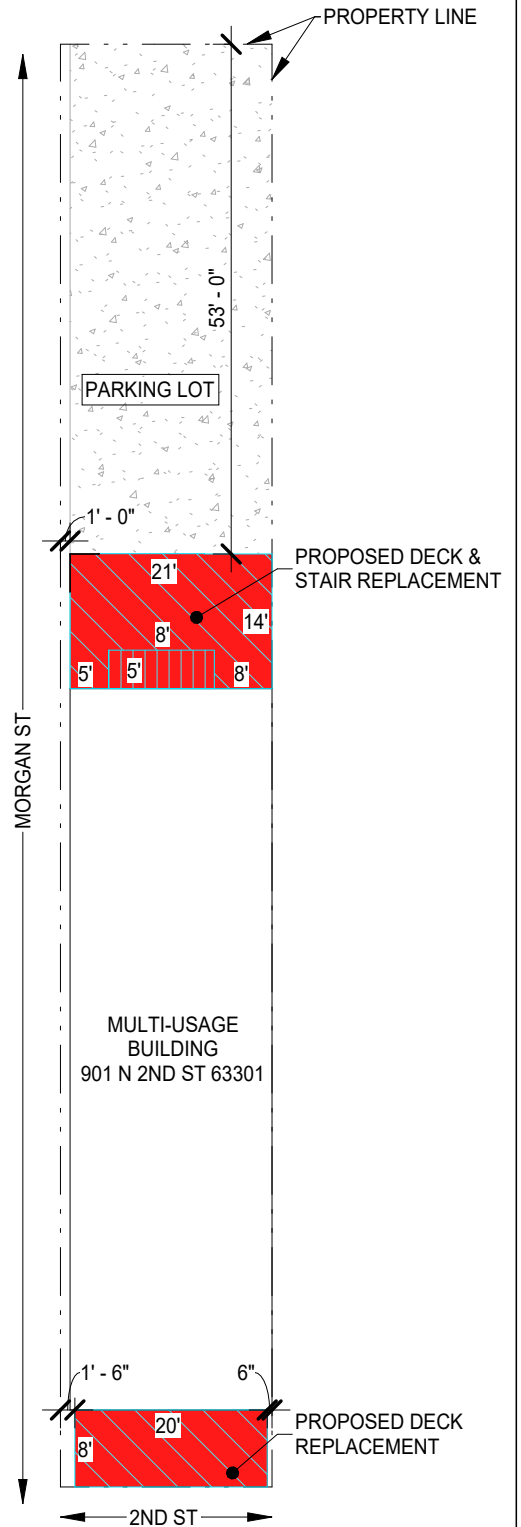 PROPERTY LINE
53' - 0"
PARKING LOT
1' - 0"
PROPOSED DECK &
STAIR REPLACEMENT
21'
14'
8'
5'
5'
8'
MORGAN ST
MULTI-USAGE
BUILDING
901 N 2ND ST 63301
1' - 6"
6"
20'
8'
PROPOSED DECK
REPLACEMENT
2ND ST